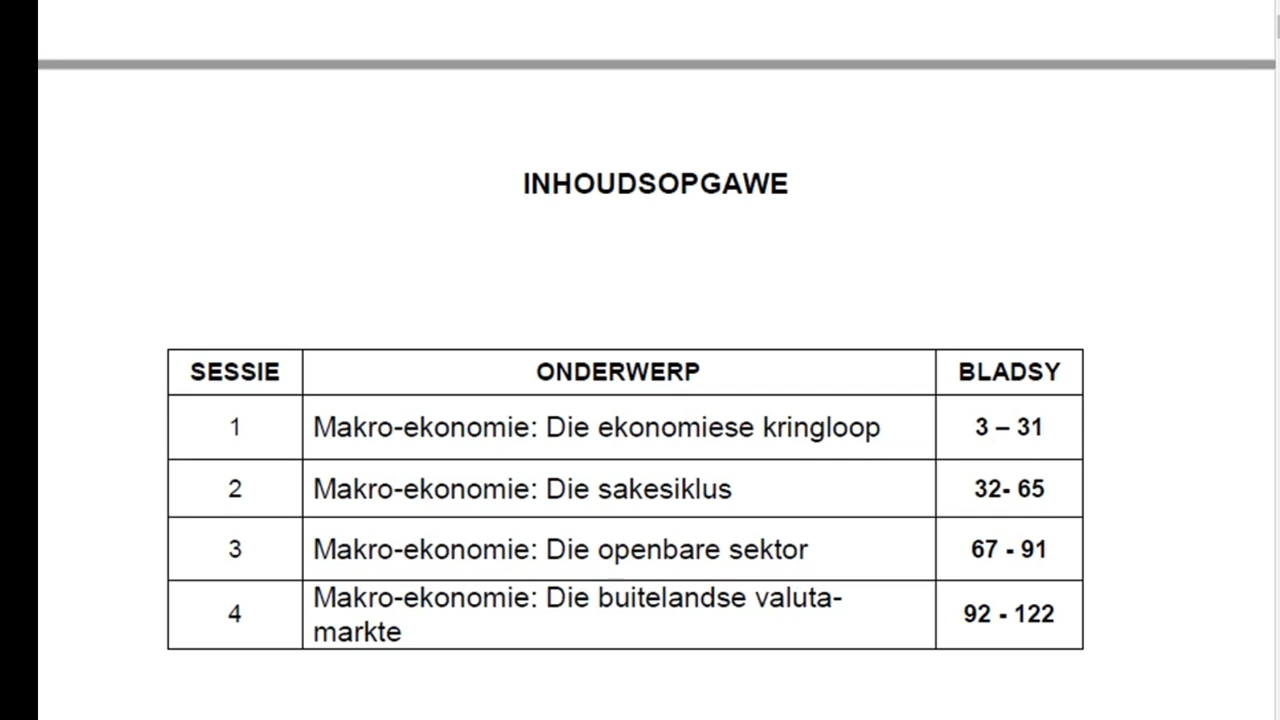 INHOUDSOPGAWE
SESSIE ONDERWERP BLADSY
1 Makro-ekonomie: Die ekonomiese kringloop 3 – 31
2 Makro-ekonomie: Die sakesiklus 32- 65
3 Makro-ekonomie: Die openbare sektor 67 - 91
4 Makro-ekonomie: Die buitelandse valuta- 92 - 122
markte